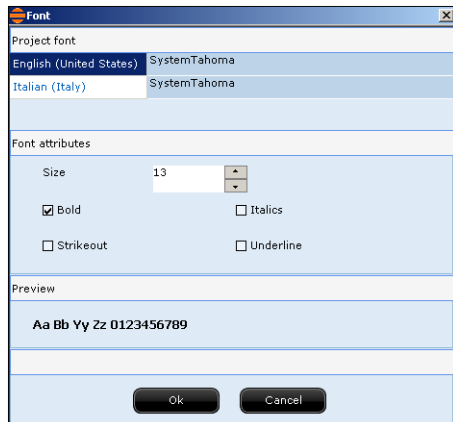 Font
Project font
English (United States) SystemTahoma
Italian (Italy) SystemTahoma
Font attributes
Size 13
Bold Italics
Strikeout Underline
Preview
Aa Bb Yy Zz 0123456789
Ok Cancel